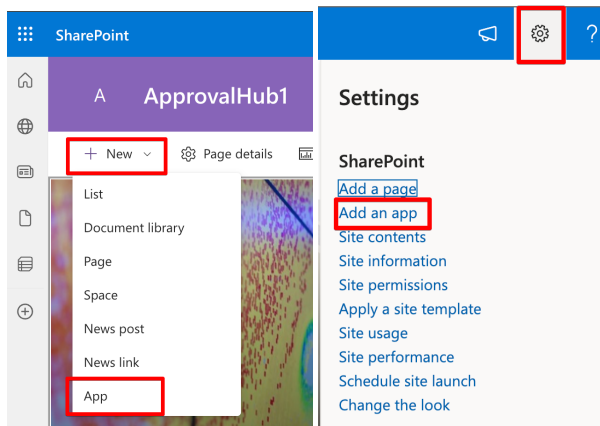 SharePoint
A ApprovalHub1
+ New Page details
List
Document library
Page
Space
News post
News link
App
?
Settings
SharePoint
Add a page
Add an app
Site contents
Site information
Site permissions
Apply a site template
Site usage
Site performance
Schedule site launch
Change the look